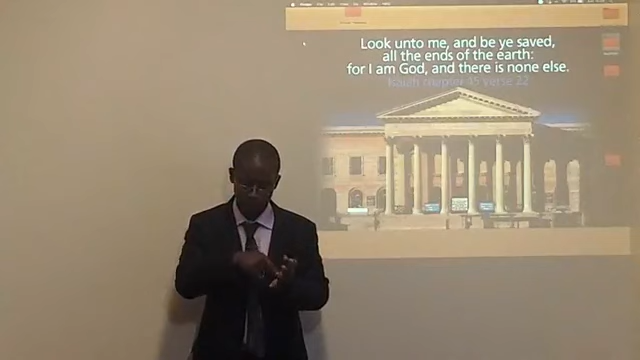 Look unto me, and be ye saved,
all the ends of the earth:
for I am God, and there is none else.
Isaiah chapter 45 verse 22